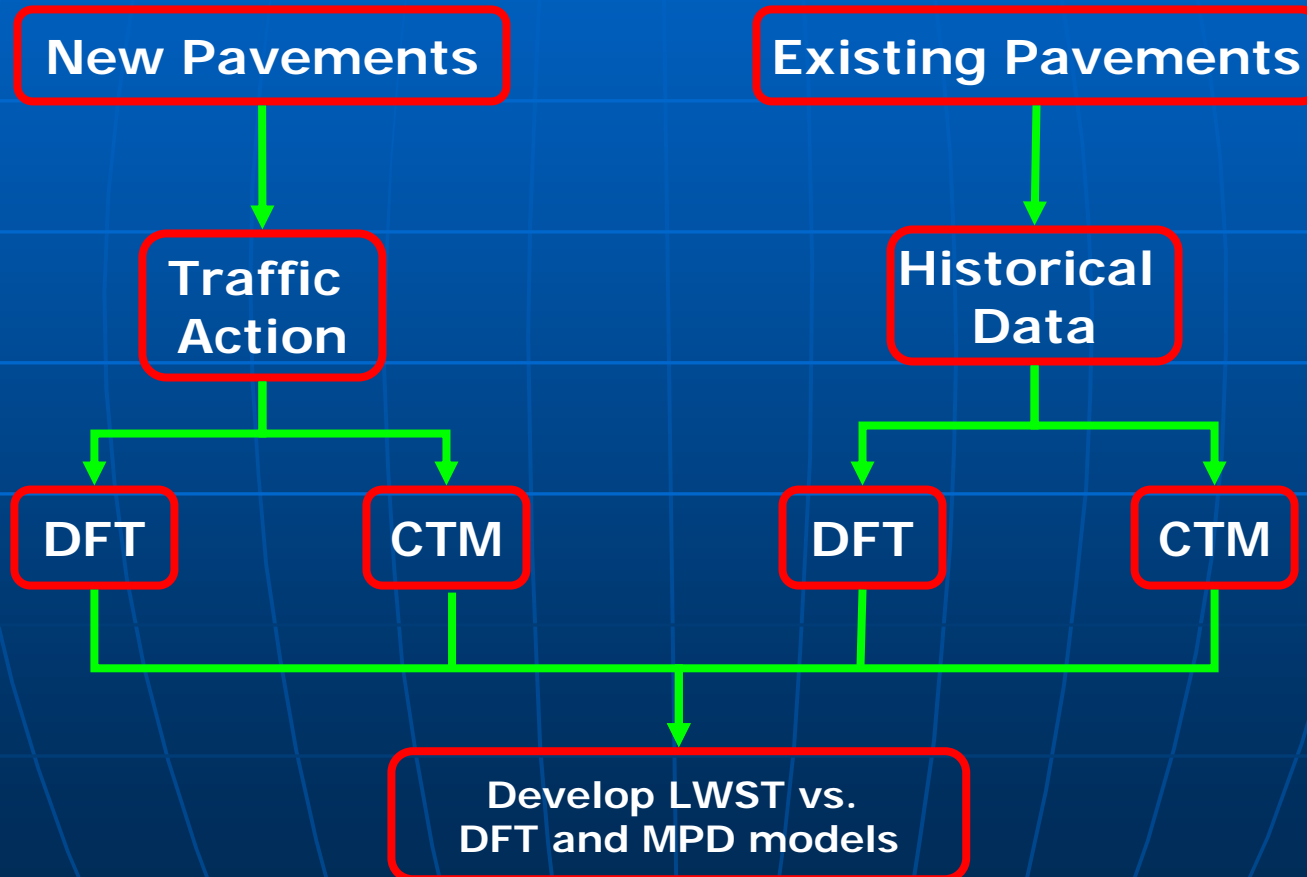 New Pavements
Existing Pavements
Traffic
Action
Historical
Data
DFT
CTM
DFT
CTM
Develop LWST vs.
DFT and MPD models